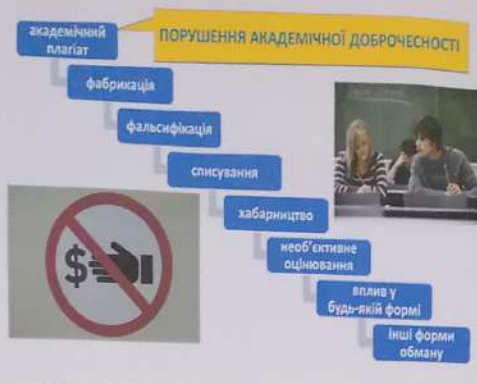 ПОРУШЕННЯ АКАДЕМІЧНОЇ ДОБРОЧЕСНОСТІ
академічний
плагіат
фабрикація
фальсифікація
списування
хабарництво
необ'єктивне
оцінювання
вплив у
будь-якій формі
інші форми
обману
$